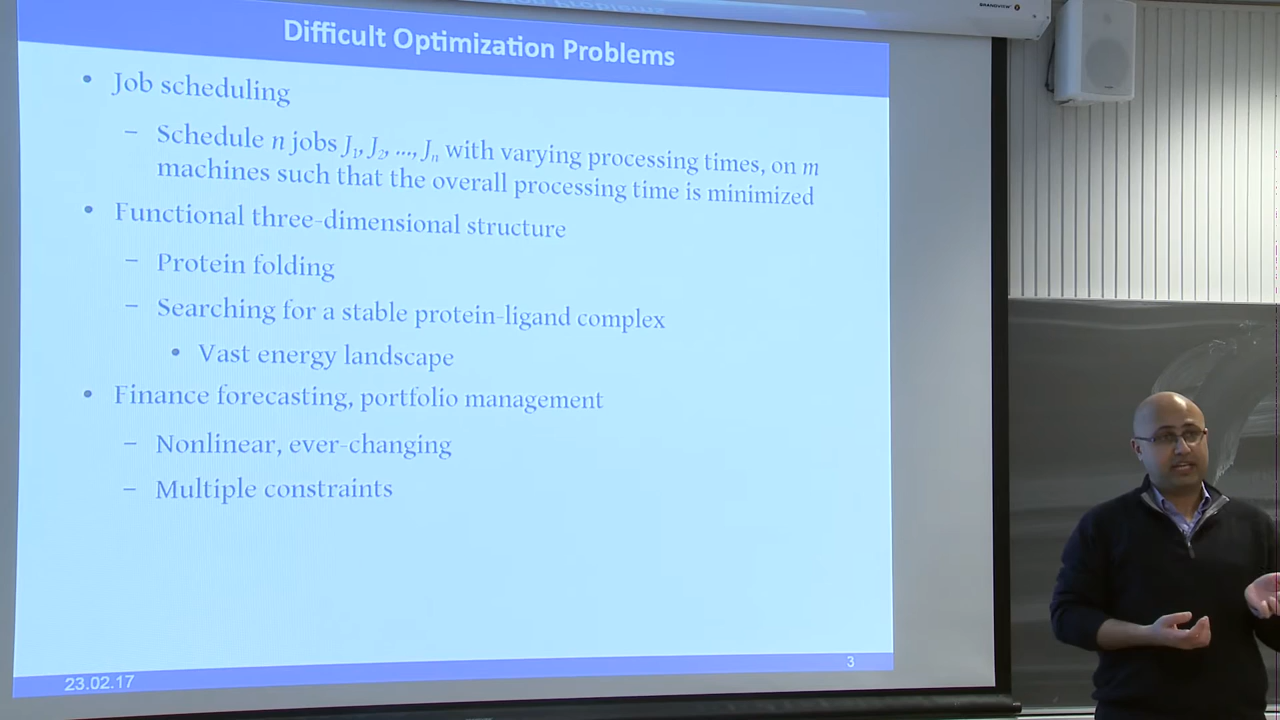 BRANDVIEW
Difficult Optimization Problems
• Job scheduling
– Schedule n jobs J1, J2, ..., Jn with varying processing times, on m
machines such that the overall processing time is minimized
• Functional three-dimensional structure
– Protein folding
– Searching for a stable protein-ligand complex
• Vast energy landscape
• Finance forecasting, portfolio management
– Nonlinear, ever-changing
– Multiple constraints
23.02.17
3